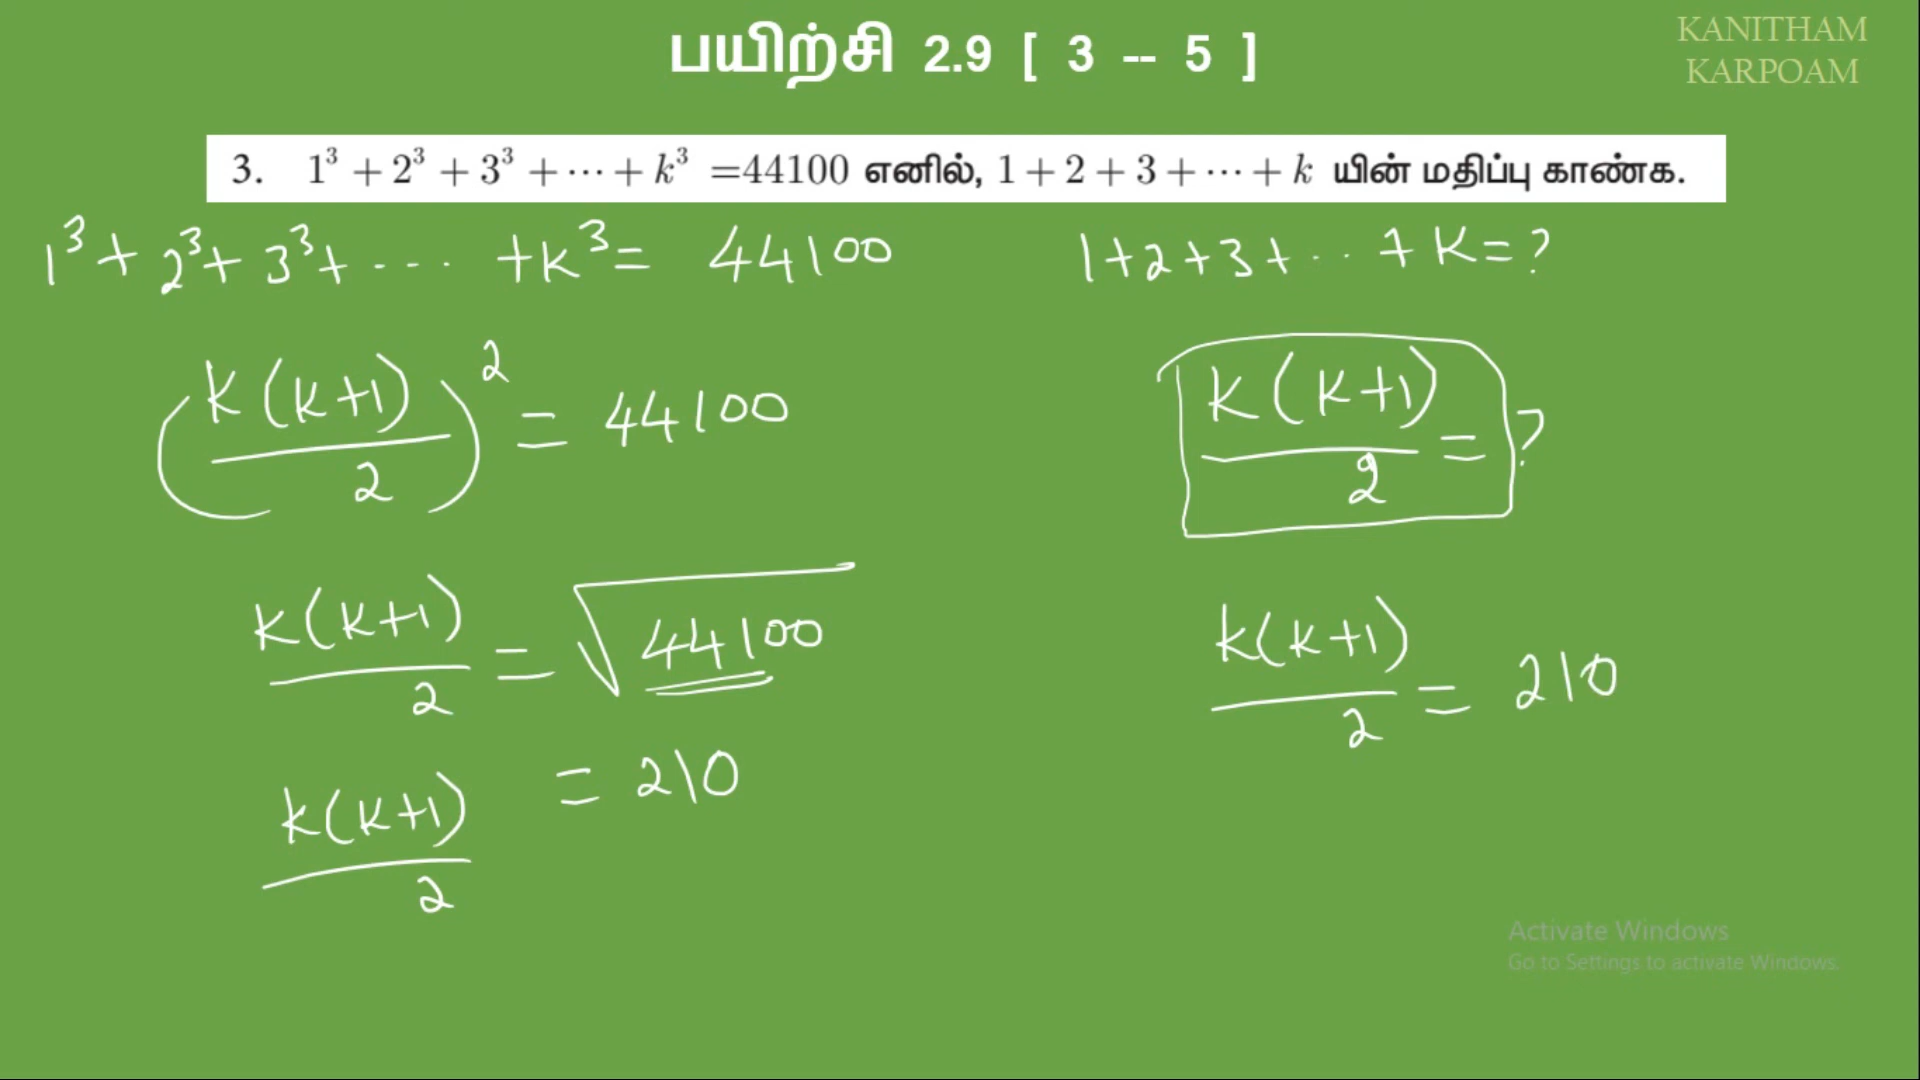 பயிற்சி 2.9 [ 3 -- 5 ]
KANITHAM
KARPOAM
3. 1³ + 2³ + 3³ + ⋯ + k³ =44100 எனில், 1 + 2 + 3 + ⋯ + k யின் மதிப்பு காண்க.
1³ + 2³ + 3³ + --- . +k³ = 44100
1+2+3+ ... + k = ?
(k(k+1)/2)² = 44100
k(k+1)/2 = ?
k(k+1)/2 = √44100
k(k+1)/2 = 210
k(k+1)/2 = 210
Activate Windows
Go to Settings to activate Windows.